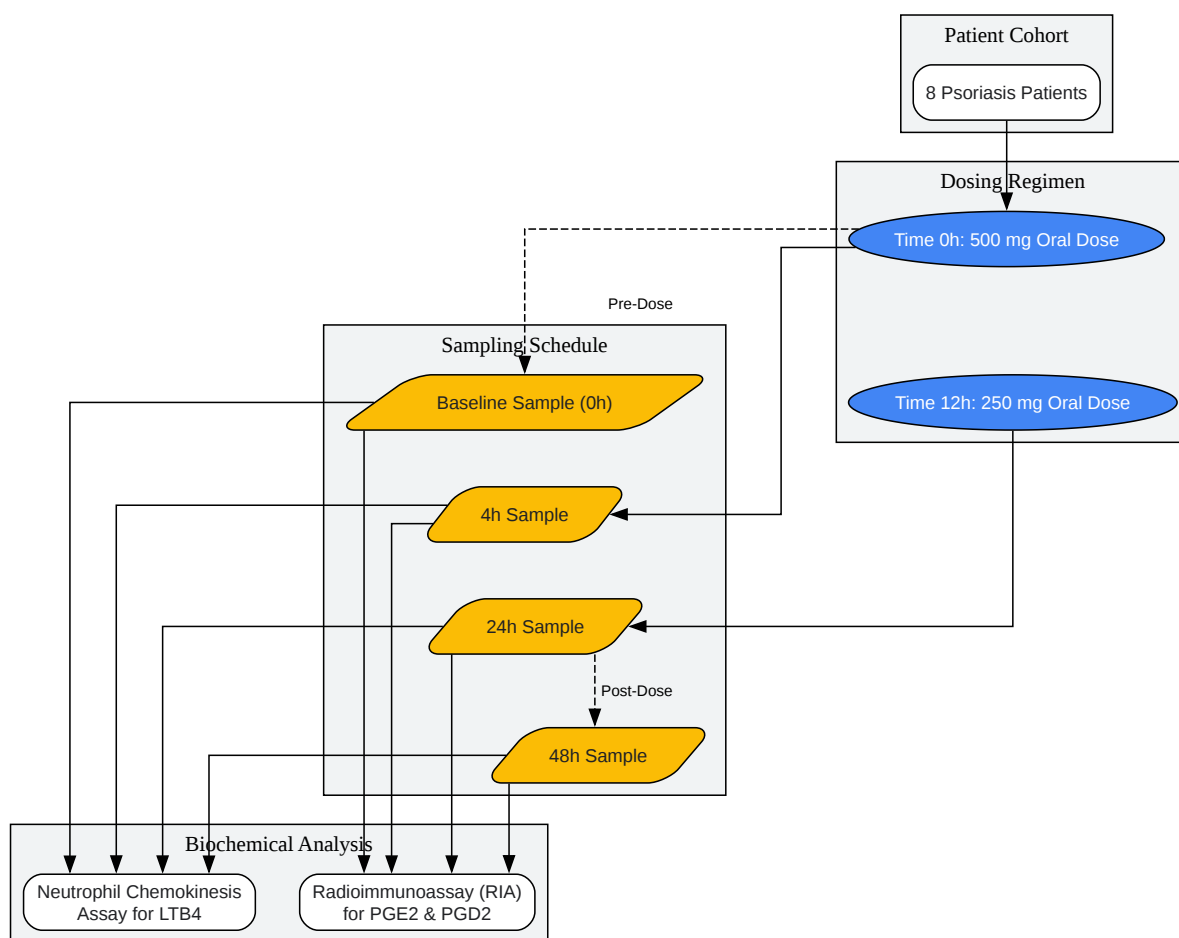 Patient Cohort
8 Psoriasis Patients
Dosing Regimen
Time 0h: 500 mg Oral Dose
Pre-Dose
Sampling Schedule
Baseline Sample (0h)
Time 12h: 250 mg Oral Dose
4h Sample
24h Sample
Post-Dose
48h Sample
Biochemical Analysis
Neutrophil Chemokinesis
Assay for LTB4
Radioimmunoassay (RIA)
for PGE2 & PGD2